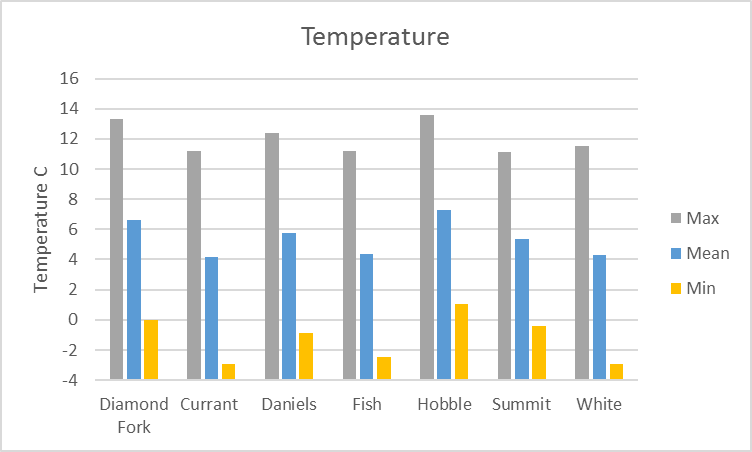 Temperature
16
14
12
10
8
6
4
2
0
-2
-4
Temperature C
Diamond Fork
Currant
Daniels
Fish
Hobble
Summit
White
Max
Mean
Min